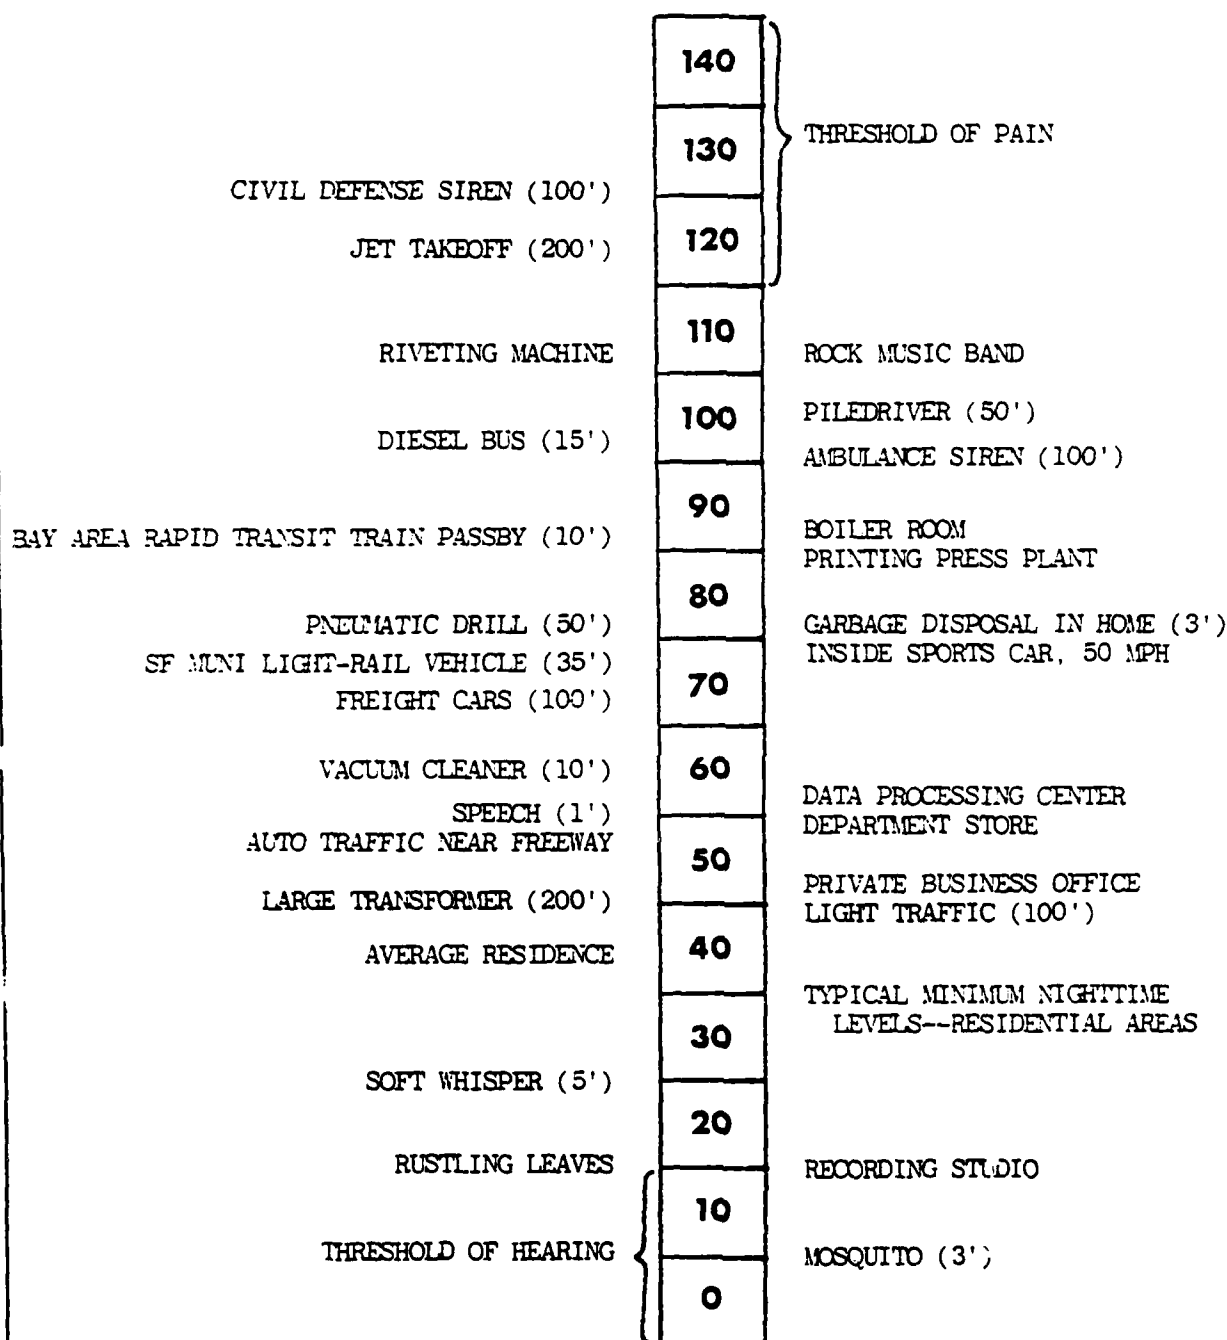 140
THRESHOLD OF PAIN
130
CIVIL DEFENSE SIREN (100')
JET TAKEOFF (200')
120
110
RIVETING MACHINE
ROCK MUSIC BAND
100
PILEDRIVER (50')
DIESEL BUS (15')
AMBULANCE SIREN (100')
90
BAY AREA RAPID TRANSIT TRAIN PASSBY (10')
BOILER ROOM
PRINTING PRESS PLANT
80
PNEUMATIC DRILL (50')
GARBAGE DISPOSAL IN HOME (3')
SF MUNI LIGHT-RAIL VEHICLE (35')
INSIDE SPORTS CAR, 50 MPH
70
FREIGHT CARS (100')
VACUUM CLEANER (10')
60
DATA PROCESSING CENTER
SPEECH (1')
DEPARTMENT STORE
AUTO TRAFFIC NEAR FREEWAY
50
PRIVATE BUSINESS OFFICE
LARGE TRANSFORMER (200')
LIGHT TRAFFIC (100')
40
AVERAGE RESIDENCE
TYPICAL MINIMUM NIGHTTIME
LEVELS--RESIDENTIAL AREAS
30
SOFT WHISPER (5')
20
RUSTLING LEAVES
RECORDING STUDIO
10
THRESHOLD OF HEARING
MOSQUITO (3')
0